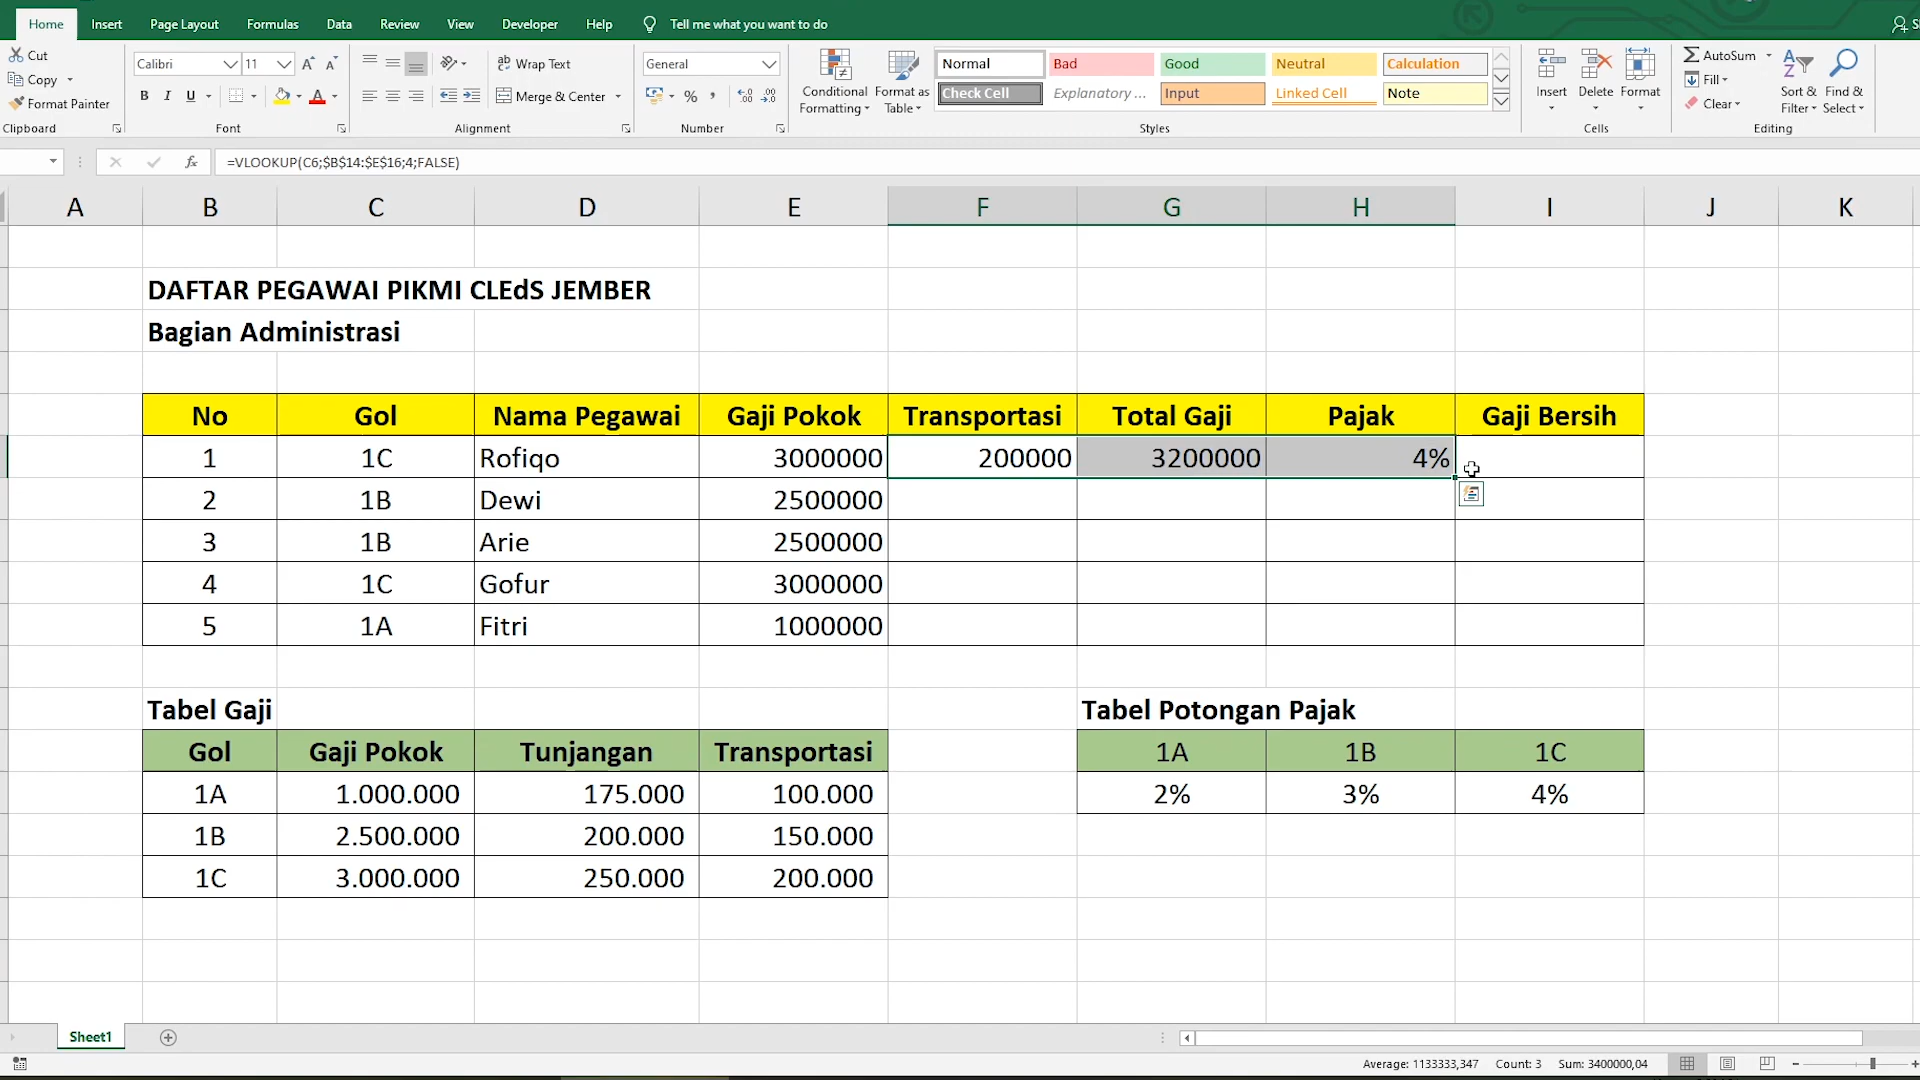 Home Insert Page Layout Formulas Data Review View Developer Help Tell me what you want to do
Cut
Copy
Format Painter
Clipboard
Calibri 11
B I U
Font
Wrap Text
Merge & Center
Alignment
General
%
Number
Conditional Formatting
Format as Table
Normal Bad Good Neutral Calculation
Check Cell Explanatory ... Input Linked Cell Note
Styles
Insert Delete Format
Cells
AutoSum
Fill
Clear
Sort & Filter
Find & Select
Editing
fx =VLOOKUP(C6;$B$14:$E$16;4;FALSE)
A B C D E F G H I J K
DAFTAR PEGAWAI PIKMI CLEdS JEMBER
Bagian Administrasi
No Gol Nama Pegawai Gaji Pokok Transportasi Total Gaji Pajak Gaji Bersih
1 1C Rofiqo 3000000 200000 3200000 4%
2 1B Dewi 2500000
3 1B Arie 2500000
4 1C Gofur 3000000
5 1A Fitri 1000000
Tabel Gaji Tabel Potongan Pajak
Gol Gaji Pokok Tunjangan Transportasi 1A 1B 1C
1A 1.000.000 175.000 100.000 2% 3% 4%
1B 2.500.000 200.000 150.000
1C 3.000.000 250.000 200.000
Sheet1
Average: 1133333,347 Count: 3 Sum: 3400000,04